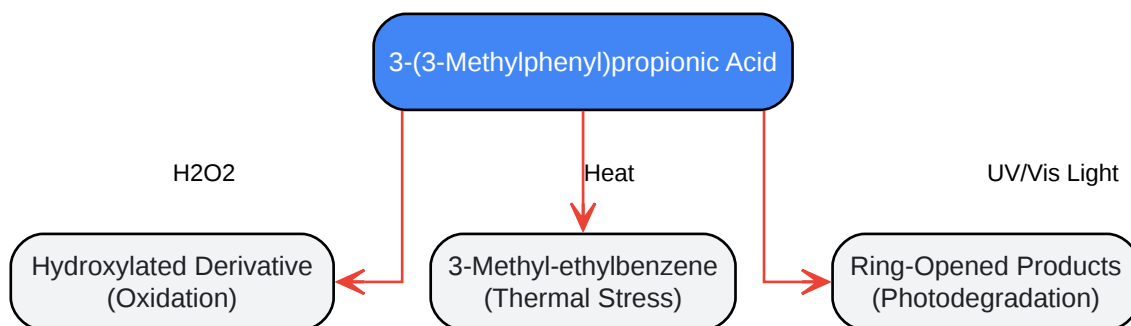 3-(3-Methylphenyl)propionic Acid
H2O2
Heat
UV/Vis Light
Hydroxylated Derivative
(Oxidation)
3-Methyl-ethylbenzene
(Thermal Stress)
Ring-Opened Products
(Photodegradation)